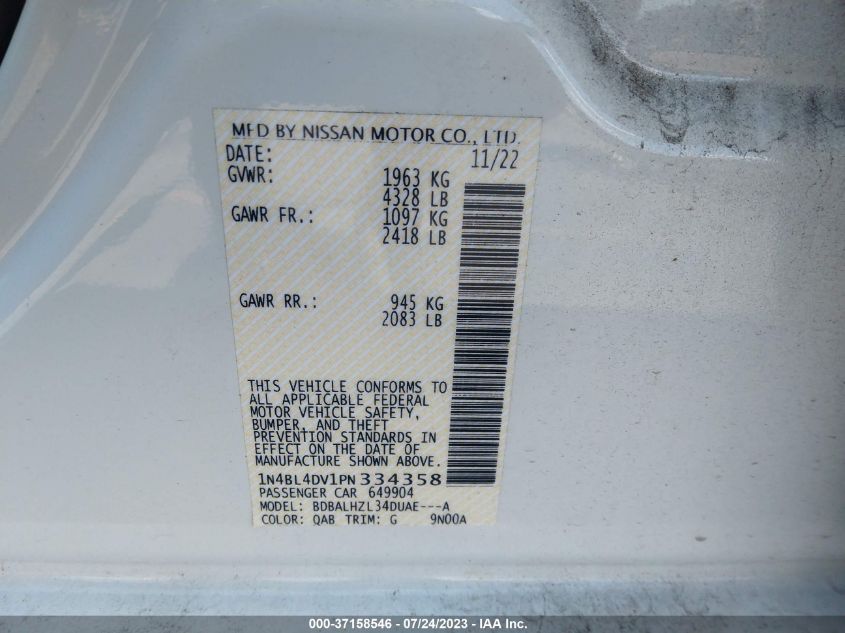 MFD BY NISSAN MOTOR CO., LTD.
DATE: 11/22
GVWR: 1963 KG
4328 LB
GAWR FR.: 1097 KG
2418 LB
GAWR RR.: 945 KG
2083 LB
THIS VEHICLE CONFORMS TO
ALL APPLICABLE FEDERAL
MOTOR VEHICLE SAFETY,
BUMPER, AND THEFT
PREVENTION STANDARDS IN
EFFECT ON THE DATE OF
MANUFACTURE SHOWN ABOVE.
1N4BL4DV1PN334358
PASSENGER CAR 649904
MODEL: BDBALHZL34DUAE---A
COLOR: QAB TRIM: G 9N00A
000-37158546 - 07/24/2023 - IAA Inc.